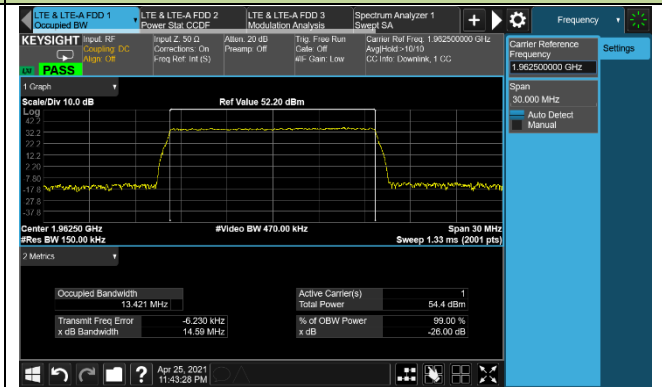 LTE & LTE-A FDD 1
Occupied BW
LTE & LTE-A FDD 2
Power Stat CCDF
LTE & LTE-A FDD 3
Modulation Analysis
Spectrum Analyzer 1
Swept SA
Frequency
KEYSIGHT
LU
PASS
Input: RF
Coupling: DC
Align: Off
Input Z: 50 Ω
Corrections: On
Freq Ref: Int (S)
Atten: 20 dB
Preamp: Off
Trig: Free Run
Gate: Off
#IF Gain: Low
Carrier Ref Freq: 1.962500000 GHz
Avg|Hold:>10/10
CC Info: Downlink, 1 CC
Carrier Reference
Frequency
1.962500000 GHz
Settings
Span
30.000 MHz
Auto Detect
Manual
1 Graph
Scale/Div 10.0 dB
Ref Value 52.20 dBm
Log
42.2
32.2
22.2
12.2
2.20
-7.80
-17.8
-27.8
-37.8
Center 1.96250 GHz
#Video BW 470.00 kHz
Span 30 MHz
#Res BW 150.00 kHz
Sweep 1.33 ms (2001 pts)
2 Metrics
Occupied Bandwidth
13.421 MHz
Active Carrier(s)
1
Total Power
54.4 dBm
Transmit Freq Error
-6.230 kHz
% of OBW Power
99.00 %
x dB Bandwidth
14.59 MHz
x dB
-26.00 dB
?
Apr 25, 2021
11:43:28 PM